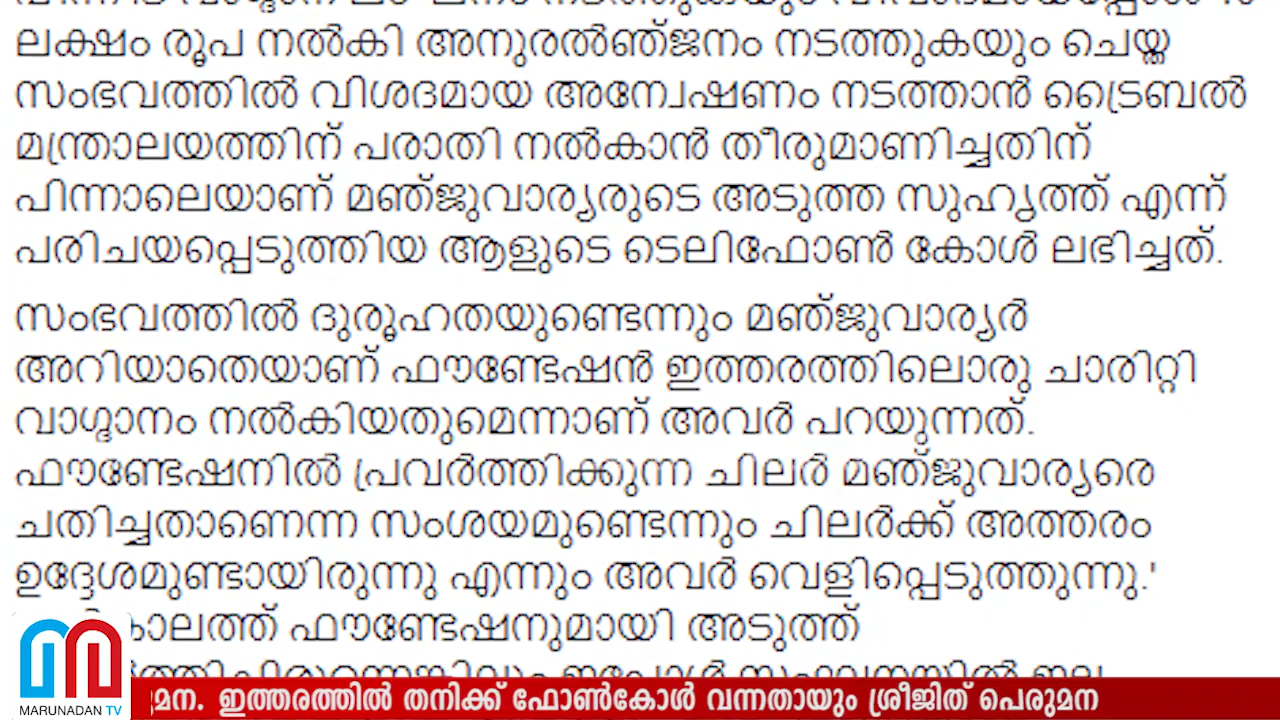 ലക്ഷം രൂപ നൽകി അനുരൽഞ്ജനം നടത്തുകയും ചെയ്ത
സംഭവത്തിൽ വിശദമായ അന്വേഷണം നടത്താൻ ട്രൈബൽ
മന്ത്രാലയത്തിന് പരാതി നൽകാൻ തീരുമാണിച്ചതിന്
പിന്നാലെയാണ് മഞ്ജുവാര്യരുടെ അടുത്ത സുഹൃത്ത് എന്ന്
പരിചയപ്പെടുത്തിയ ആളുടെ ടെലിഫോൺ കോൾ ലഭിച്ചത്.
സംഭവത്തിൽ ദുരൂഹതയുണ്ടെന്നും മഞ്ജുവാര്യർ
അറിയാതെയാണ് ഫൗണ്ടേഷൻ ഇത്തരത്തിലൊരു ചാരിറ്റി
വാഗ്ദാനം നൽകിയതുമെന്നാണ് അവർ പറയുന്നത്.
ഫൗണ്ടേഷനിൽ പ്രവർത്തിക്കുന്ന ചിലർ മഞ്ജുവാര്യരെ
ചതിച്ചതാണെന്ന സംശയമുണ്ടെന്നും ചിലർക്ക് അത്തരം
ഉദ്ദേശമുണ്ടായിരുന്നു എന്നും അവർ വെളിപ്പെടുത്തുന്നു.'
ഫൗണ്ടേഷനുമായി അടുത്ത്
MARUNADAN TV
ഇത്തരത്തിൽ തനിക്ക് ഫോൺകോൾ വന്നതായും ശ്രീജിത് പെരുമന